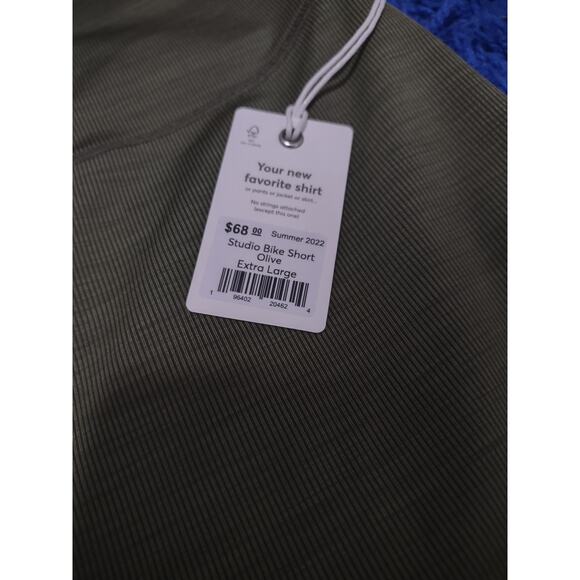 Your new
favorite shirt
or pants or jacket or skirt...
No strings attached
(except this one)
$68 00 Summer 2022
Studio Bike Short
Olive
Extra Large
1 96402 20462 4